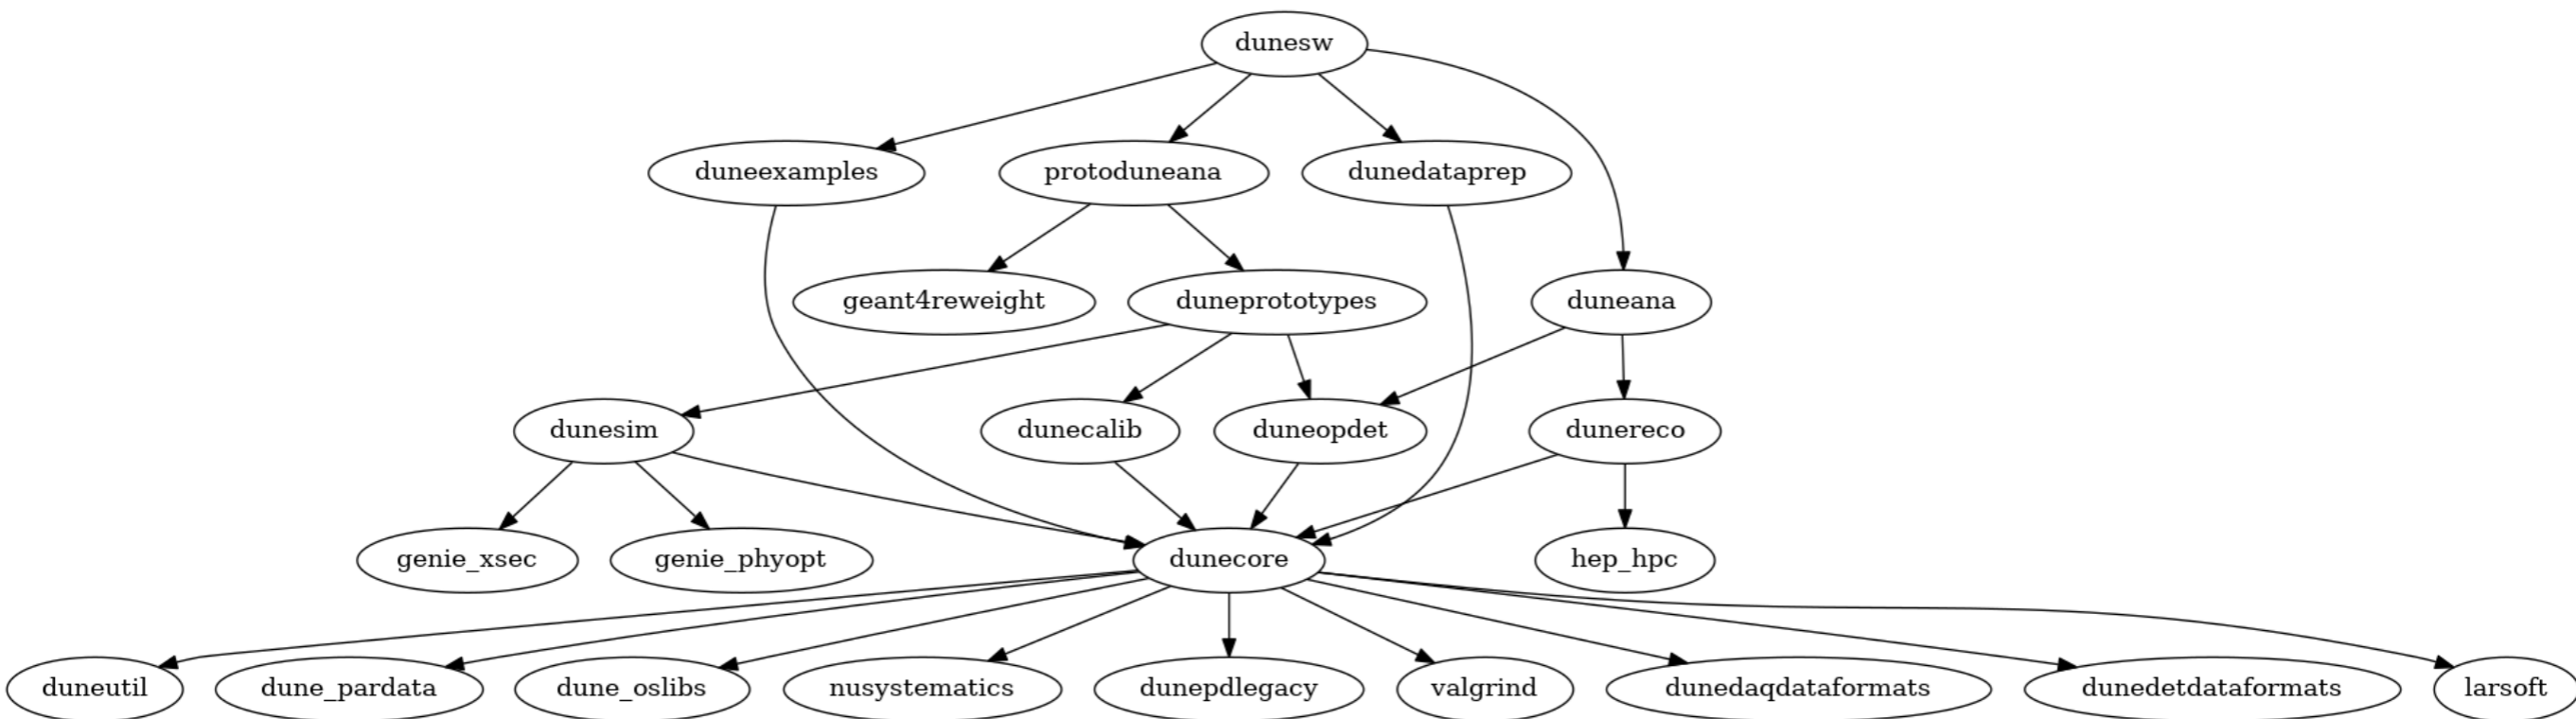 dunesw
duneexamples
protoduneana
dunedataprep
geant4reweight
duneprototypes
duneana
dunesim
dunecalib
duneopdet
dunereco
genie_xsec
genie_phyopt
dunecore
hep_hpc
duneutil
dune_pardata
dune_oslibs
nusystematics
dunepdlegacy
valgrind
dunedaqdataformats
dunedetdataformats
larsoft